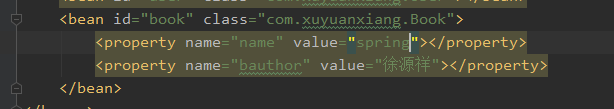 <bean id="book" class="com.xuyuanxiang.Book">
<property name="name" value="spring"></property>
<property name="bauthor" value="徐源祥"></property>
</bean>